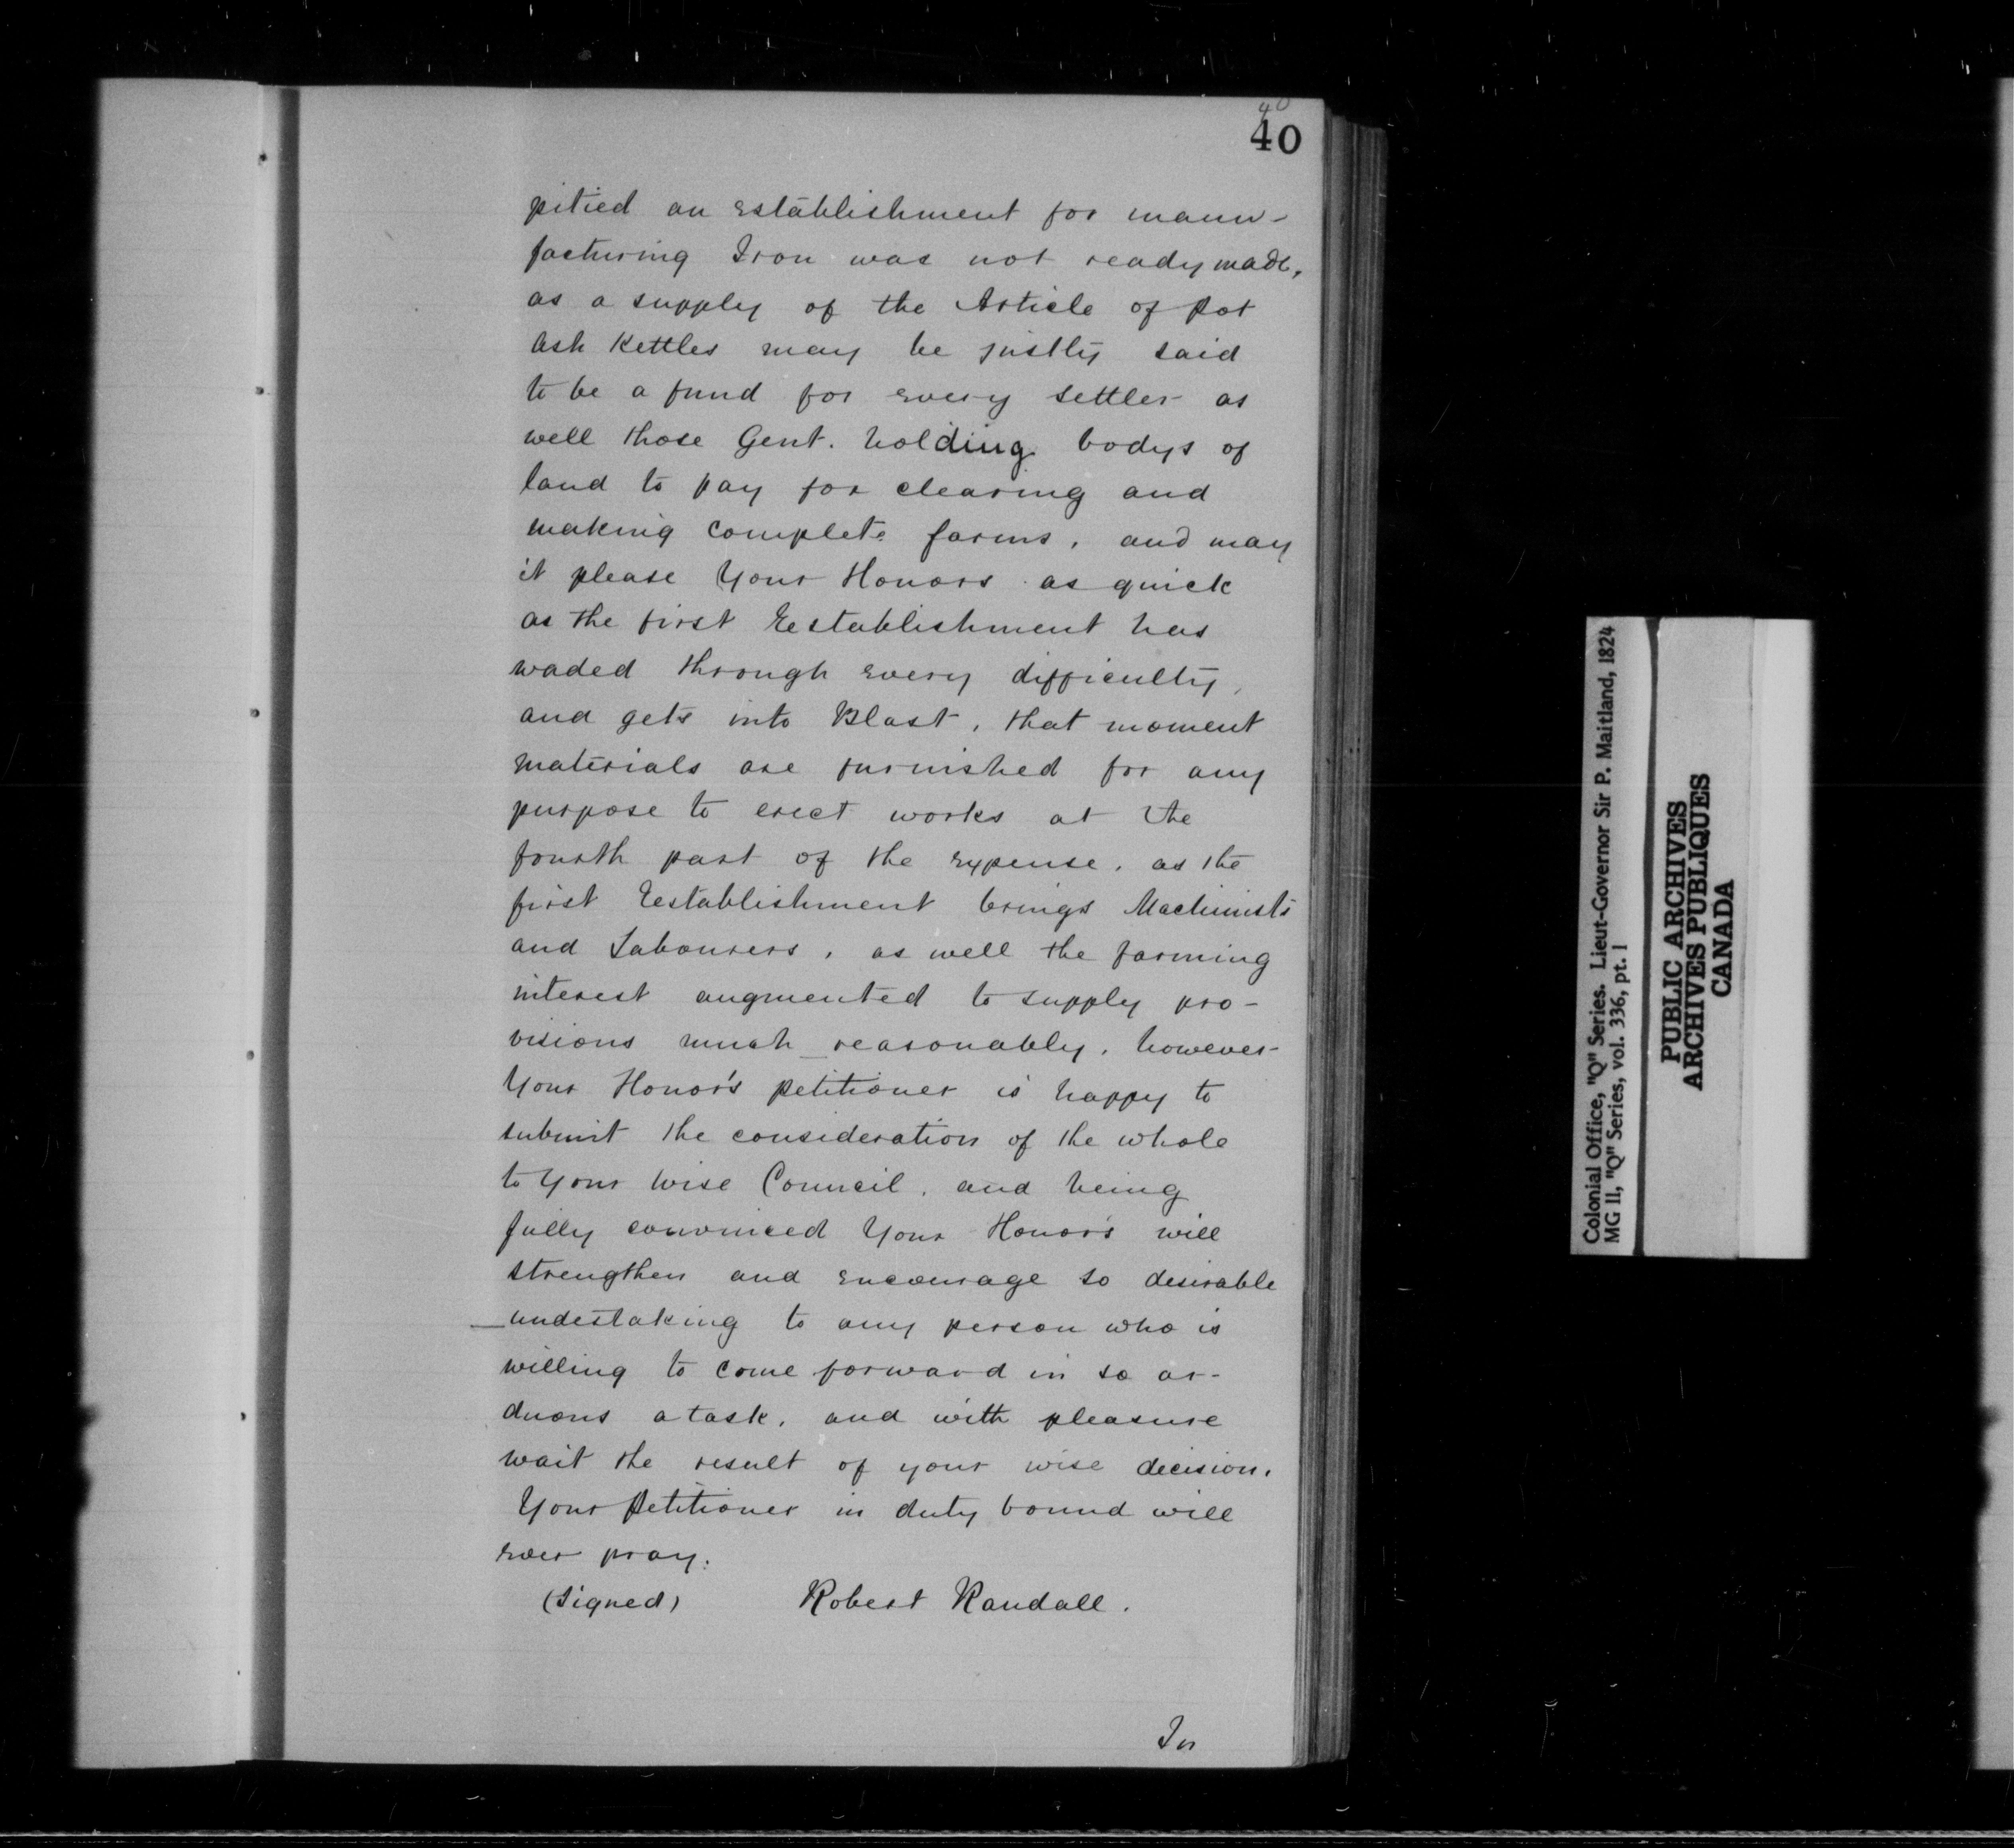 40
40
pitied an establishment for manu-
facturing Iron was not ready made,
as a supply of the Article of Pot
Ash Kettles may be justly said
to be a fund for every settler as
well those Gent. holding bodys of
land to pay for clearing and
making complete farms, and may
it please Your Honors as quick
as the first Establishment has
waded through every difficulty,
and gets into Blast, that moment
materials are furnished for any
purpose to erect works at the
fourth part of the expense, as the
first Establishment brings Machinists
and Labourers, as well the farming
interest augmented to supply pro-
visions much reasonably, however
Your Honor's petitioner is happy to
submit the consideration of the whole
to Your wise Council, and being
fully convinced Your Honors will
strengthen and encourage so desirable
undertaking to any person who is
willing to come forward in so ar-
duous a task, and with pleasure
wait the result of your wise decision.
Your Petitioner in duty bound will
ever pray.
(Signed) Robert Randall.
In
Colonial Office, "Q" Series. Lieut-Governor Sir P. Maitland, 1824
MG 11, "Q" Series, vol. 336, pt. 1
PUBLIC ARCHIVES
ARCHIVES PUBLIQUES
CANADA